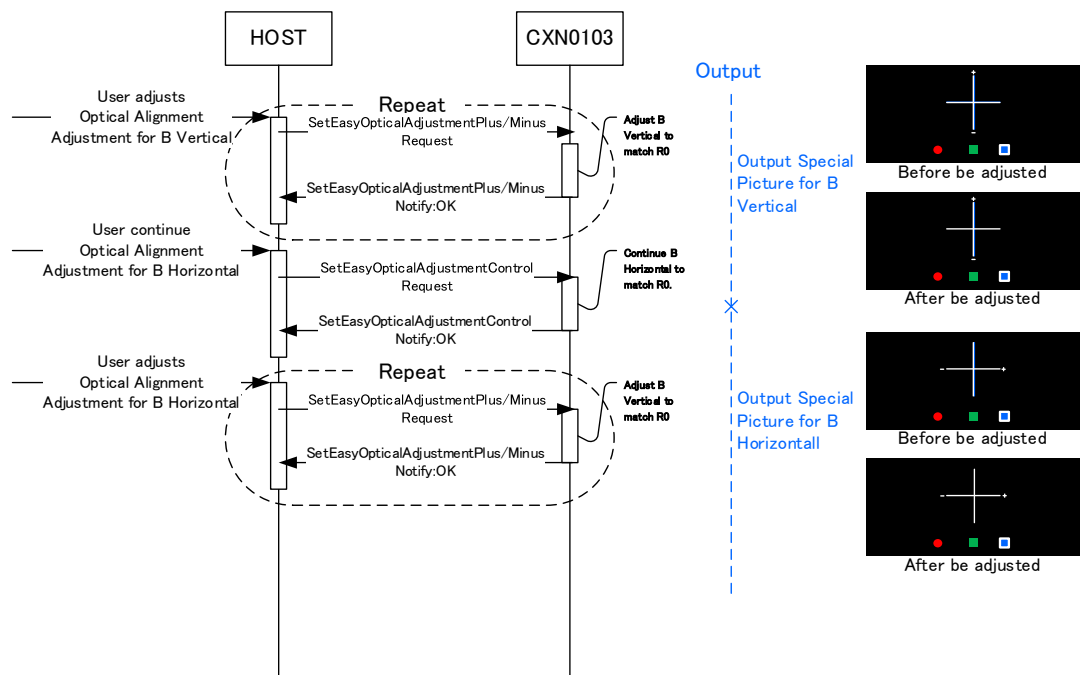 HOST
CXN0103
Output
User adjusts
Optical Alignment
Adjustment for B Vertical
Repeat
SetEasyOpticalAdjustmentPlus/Minus
Request
Adjust B
Vertical to
match R0
SetEasyOpticalAdjustmentPlus/Minus
Notify:OK
Output Special
Picture for B
Vertical
+
-
Before be adjusted
+
-
After be adjusted
User continue
Optical Alignment
Adjustment for B Horizontal
SetEasyOpticalAdjustmentControl
Request
Continue B
Horizontal to
match R0.
SetEasyOpticalAdjustmentControl
Notify:OK
User adjusts
Optical Alignment
Adjustment for B Horizontal
Repeat
SetEasyOpticalAdjustmentPlus/Minus
Request
Adjust B
Vertical to
match R0
SetEasyOpticalAdjustmentPlus/Minus
Notify:OK
Output Special
Picture for B
Horizontall
- +
Before be adjusted
- +
After be adjusted